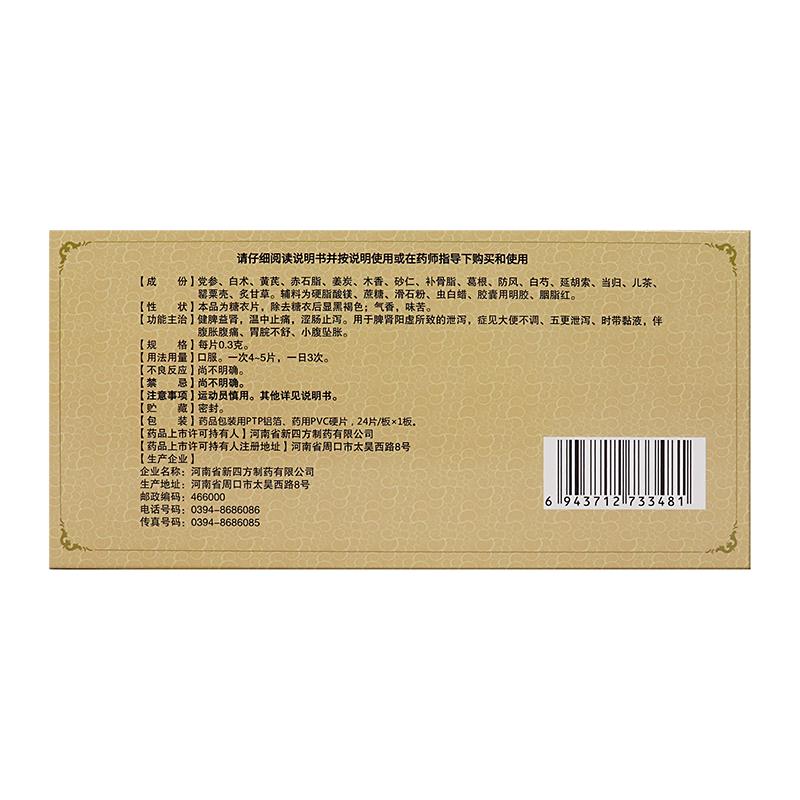 请仔细阅读说明书并按说明使用或在药师指导下购买和使用
【成 份】党参、白术、黄芪、赤石脂、姜炭、木香、砂仁、补骨脂、葛根、防风、白芍、延胡索、当归、儿茶、
罂粟壳、炙甘草。辅料为硬脂酸镁、蔗糖、滑石粉、虫白蜡、胶囊用明胶、胭脂红。
【性 状】本品为糖衣片，除去糖衣后显黑褐色；气香，味苦。
【功能主治】健脾益肾，温中止痛，涩肠止泻。用于脾肾阳虚所致的泄泻，症见大便不调、五更泄泻、时带黏液，伴
腹胀腹痛、胃脘不舒、小腹坠胀。
【规 格】每片0.3克。
【用法用量】口服。一次4~5片，一日3次。
【不良反应】尚不明确。
【禁 忌】尚不明确。
【注意事项】运动员慎用。其他详见说明书。
【贮 藏】密封。
【包 装】药品包装用PTP铝箔、药用PVC硬片，24片/板×1板。
【药品上市许可持有人】河南省新四方制药有限公司
【药品上市许可持有人注册地址】河南省周口市太昊西路8号
【生产企业】
企业名称：河南省新四方制药有限公司
生产地址：河南省周口市太昊西路8号
邮政编码：466000
电话号码：0394-8686086
传真号码：0394-8686085
6 943712 733481